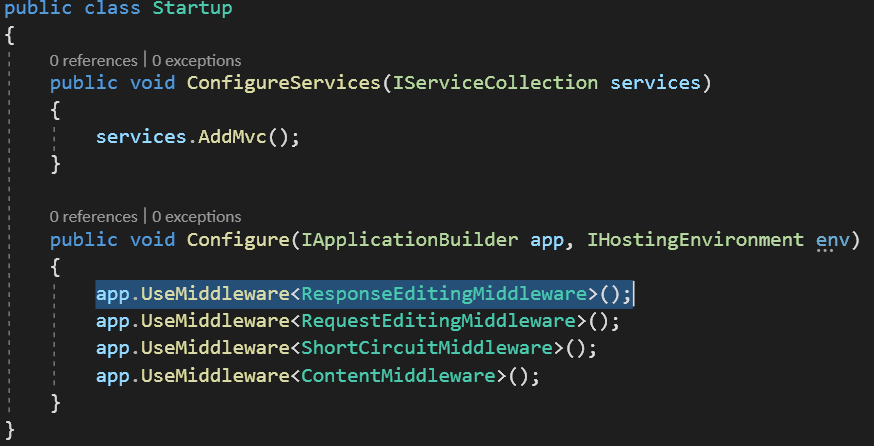 public class Startup
{
0 references | 0 exceptions
public void ConfigureServices(IServiceCollection services)
{
services.AddMvc();
}
0 references | 0 exceptions
public void Configure(IApplicationBuilder app, IHostingEnvironment env)
{
app.UseMiddleware<ResponseEditingMiddleware>();
app.UseMiddleware<RequestEditingMiddleware>();
app.UseMiddleware<ShortCircuitMiddleware>();
app.UseMiddleware<ContentMiddleware>();
}
}